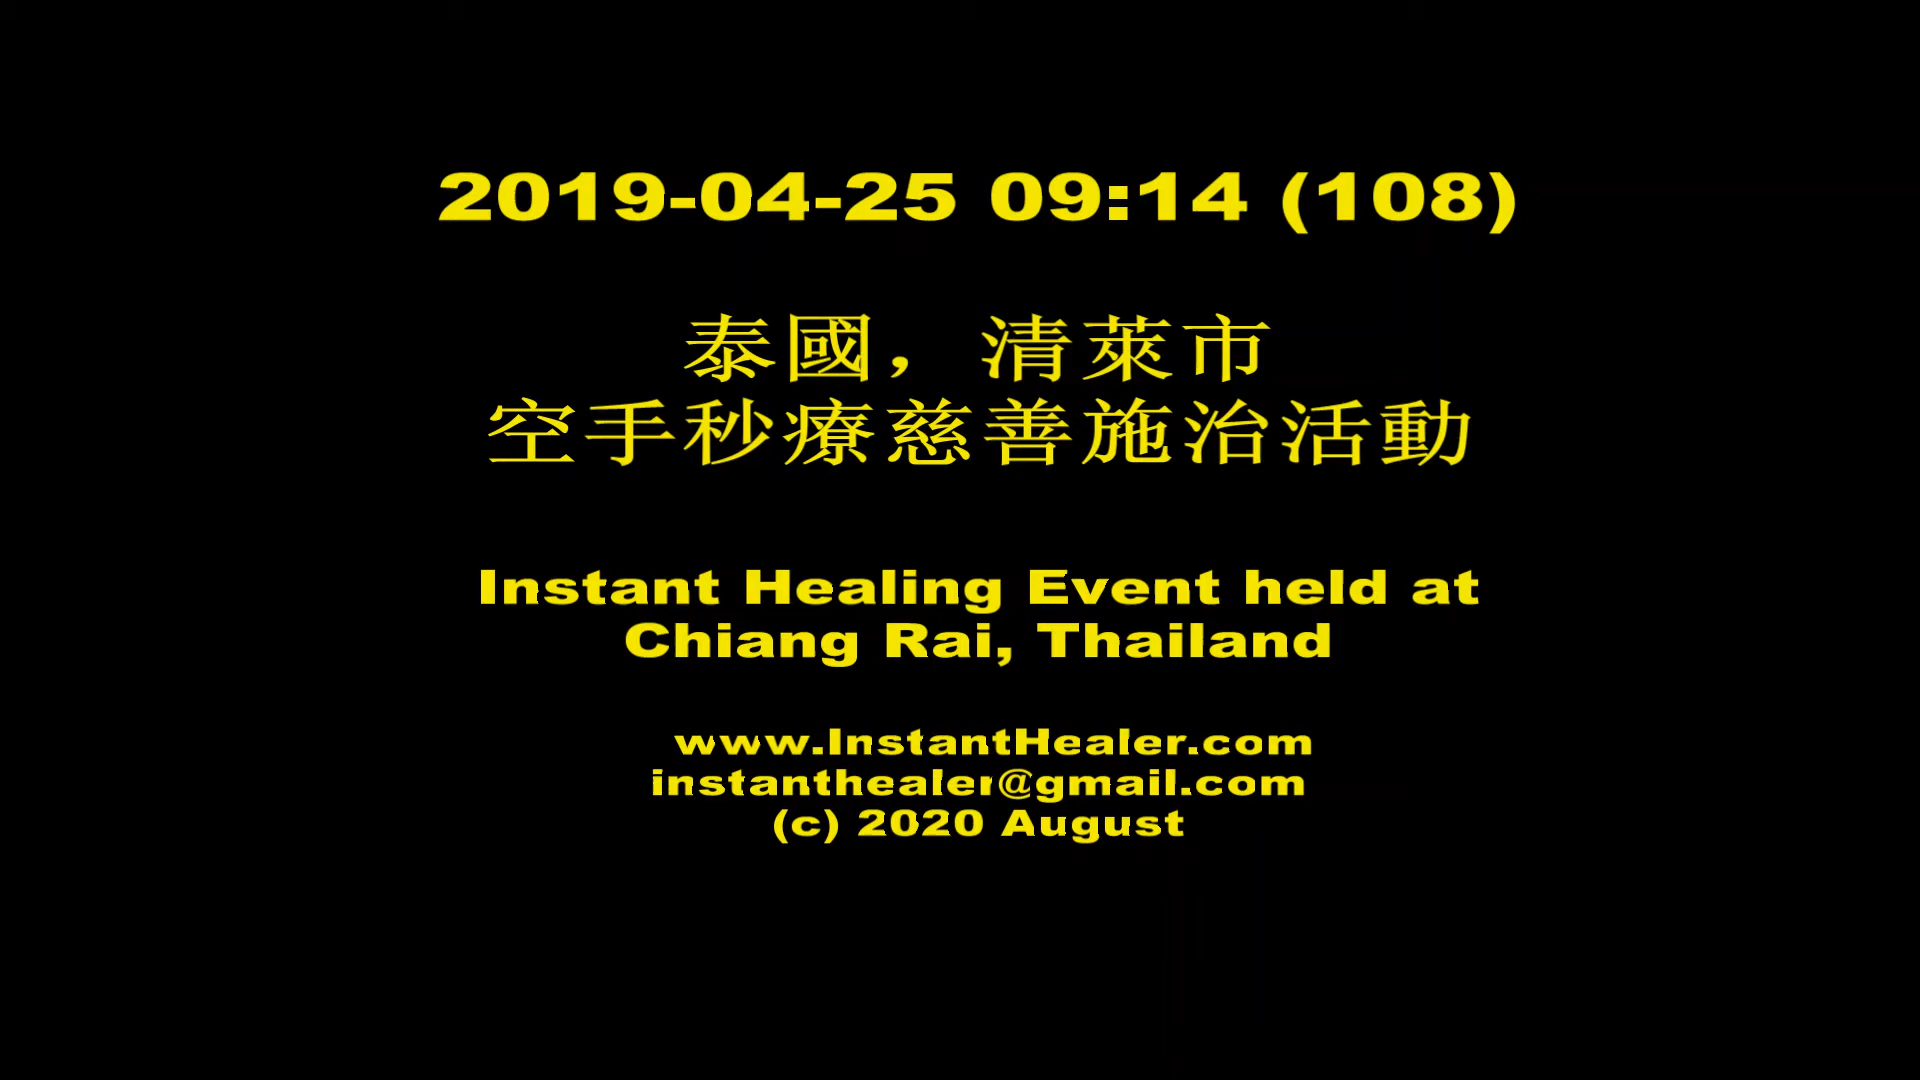 2019-04-25 09:14 (108)
泰國，清萊市
空手秒療慈善施治活動
Instant Healing Event held at
Chiang Rai, Thailand
www.InstantHealer.com
instanthealer@gmail.com
(c) 2020 August